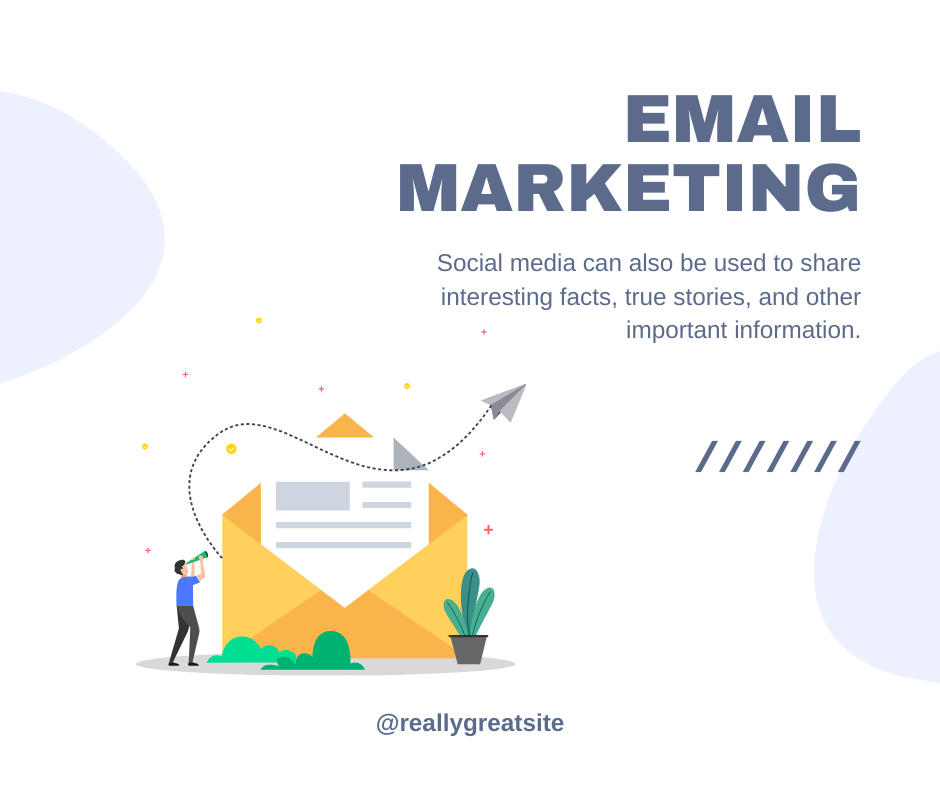 EMAIL
MARKETING
Social media can also be used to share
interesting facts, true stories, and other
important information.
@reallygreatsite